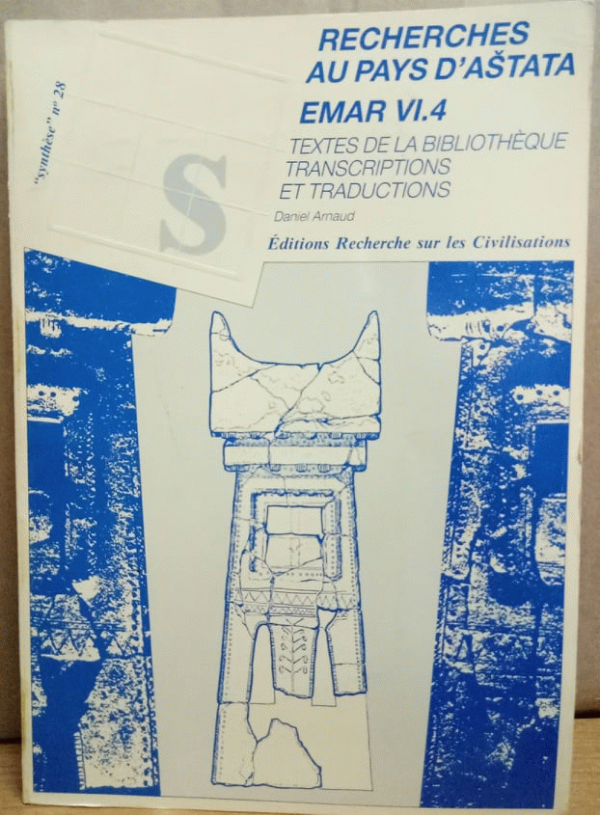 RECHERCHES
AU PAYS D'AŠTATA
EMAR VI.4
TEXTES DE LA BIBLIOTHÈQUE
TRANSCRIPTIONS
ET TRADUCTIONS
Daniel Arnaud
Éditions Recherche sur les Civilisations
"synthèse" nº 28
S